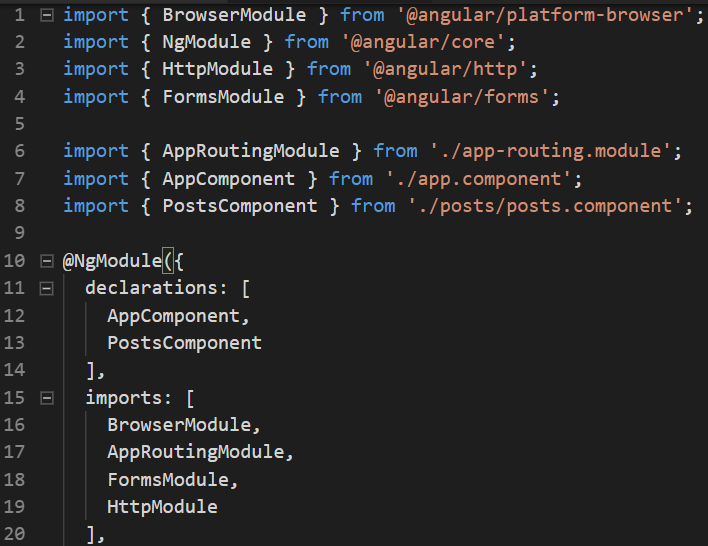 1 import { BrowserModule } from '@angular/platform-browser';
2 import { NgModule } from '@angular/core';
3 import { HttpModule } from '@angular/http';
4 import { FormsModule } from '@angular/forms';
5
6 import { AppRoutingModule } from './app-routing.module';
7 import { AppComponent } from './app.component';
8 import { PostsComponent } from './posts/posts.component';
9
10 @NgModule({
11   declarations: [
12     AppComponent,
13     PostsComponent
14   ],
15   imports: [
16     BrowserModule,
17     AppRoutingModule,
18     FormsModule,
19     HttpModule
20   ],